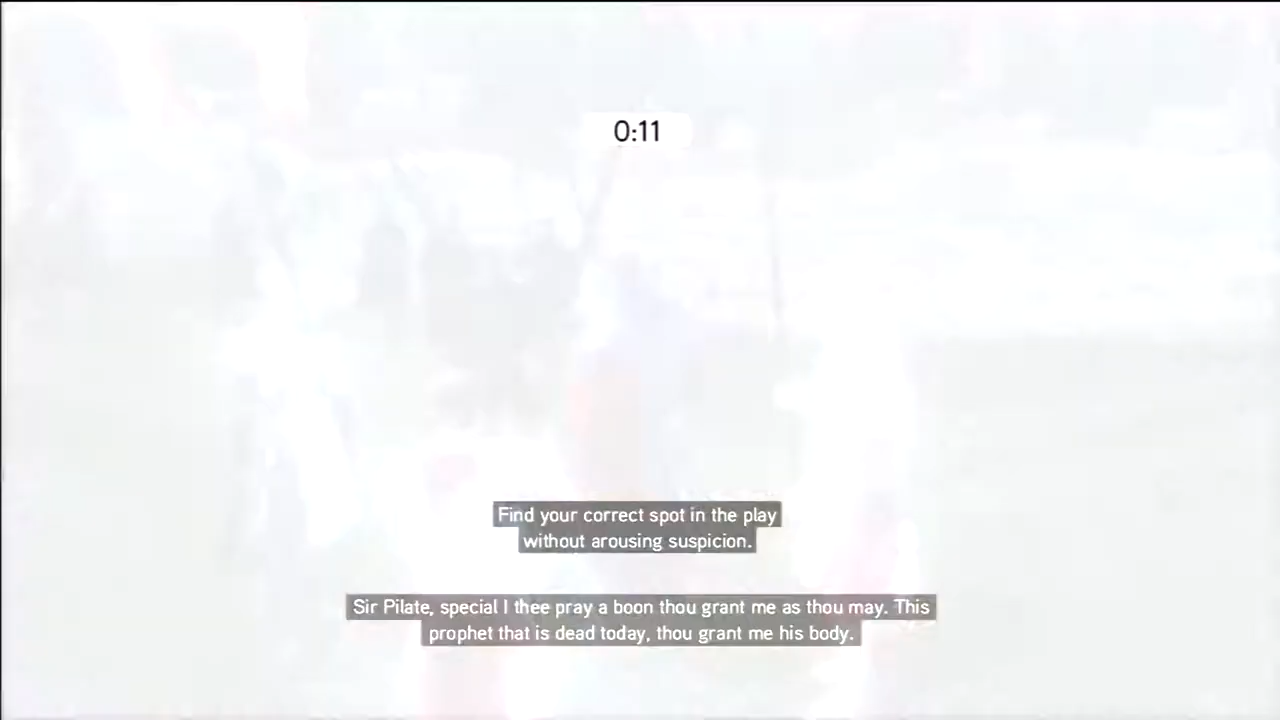 0:11
Find your correct spot in the play
without arousing suspicion.
Sir Pilate, special I thee pray a boon thou grant me as thou may. This
prophet that is dead today, thou grant me his body.